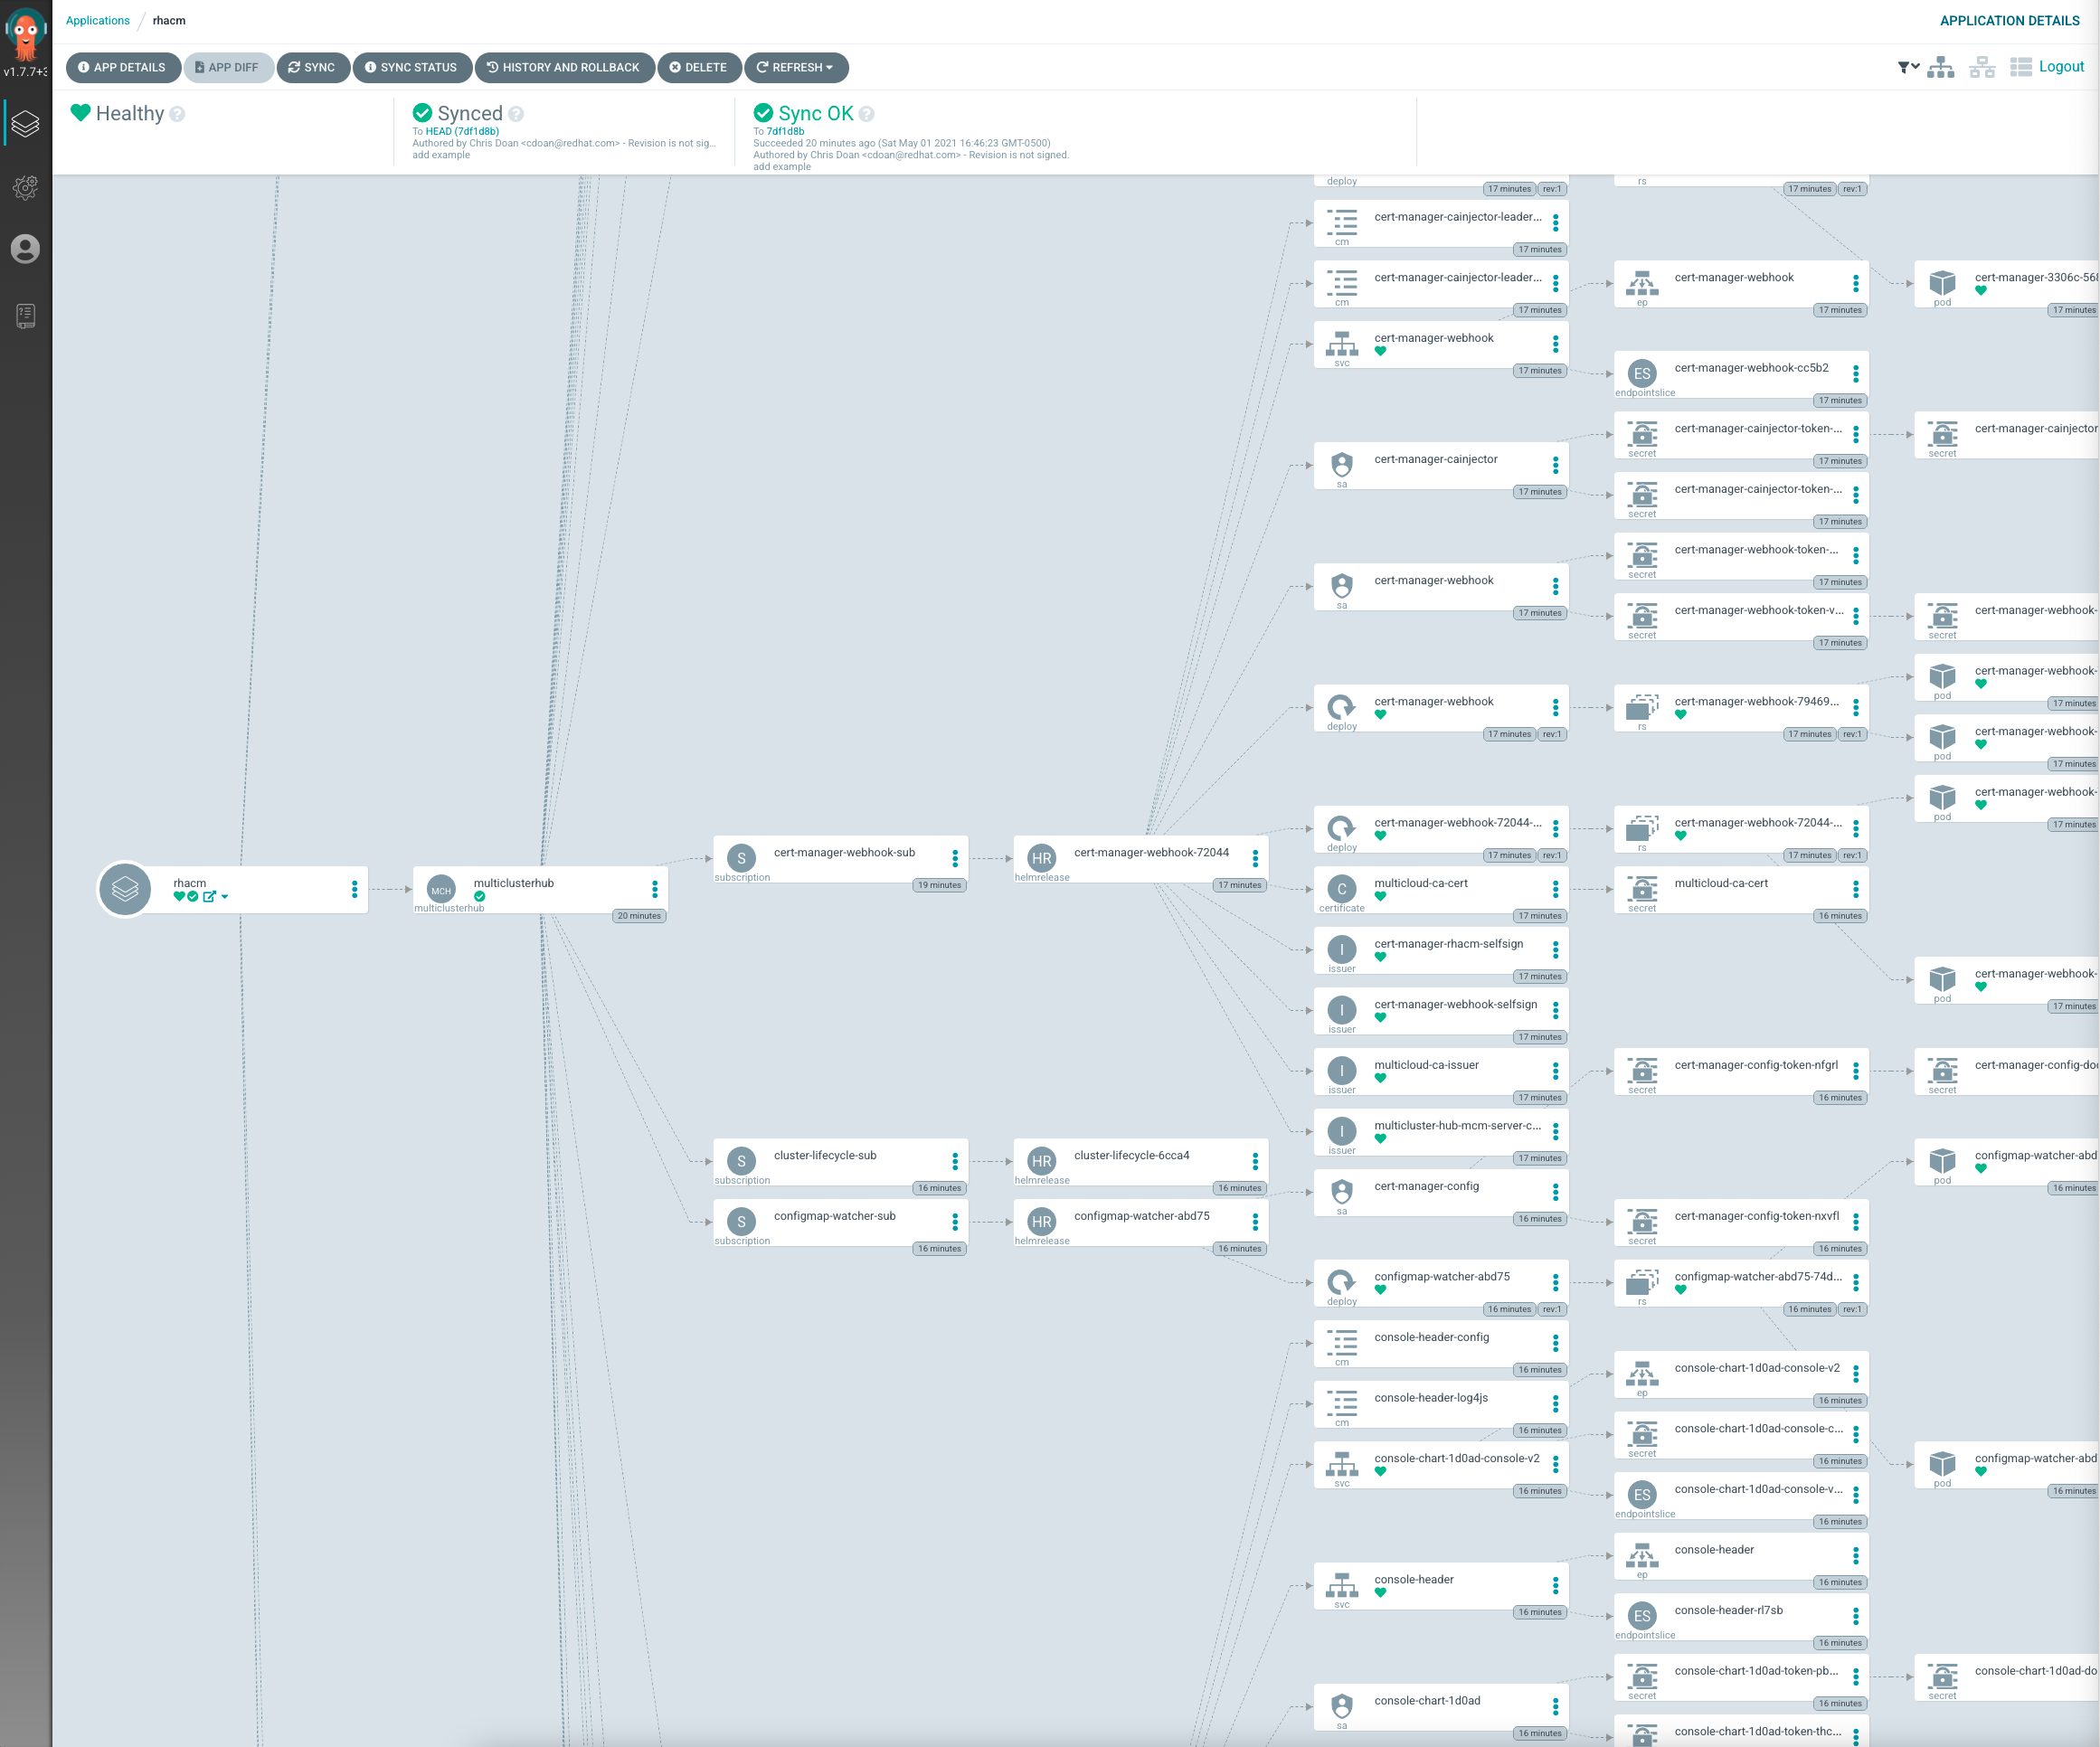 Applications / rhacm
APPLICATION DETAILS
v1.7.7+3
APP DETAILS
APP DIFF
SYNC
SYNC STATUS
HISTORY AND ROLLBACK
DELETE
REFRESH
Logout
Healthy
Synced
To HEAD (7df1d8b)
Authored by Chris Doan <cdoan@redhat.com> - Revision is not sig...
add example
Sync OK
To 7df1d8b
Succeeded 20 minutes ago (Sat May 01 2021 16:46:23 GMT-0500)
Authored by Chris Doan <cdoan@redhat.com> - Revision is not signed.
add example
rhacm
multiclusterhub
MCH
multiclusterhub
20 minutes
cert-manager-webhook-sub
S
subscription
19 minutes
cluster-lifecycle-sub
S
subscription
16 minutes
configmap-watcher-sub
S
subscription
16 minutes
cert-manager-webhook-72044
HR
helmrelease
17 minutes
cluster-lifecycle-6cca4
HR
helmrelease
16 minutes
configmap-watcher-abd75
HR
helmrelease
16 minutes
deploy
17 minutes rev:1
cert-manager-cainjector-leader...
cm
17 minutes
cert-manager-cainjector-leader...
cm
17 minutes
cert-manager-webhook
svc
17 minutes
cert-manager-cainjector
sa
17 minutes
cert-manager-webhook
sa
17 minutes
cert-manager-webhook
deploy
17 minutes rev:1
cert-manager-webhook-72044-...
deploy
17 minutes rev:1
multicloud-ca-cert
C
certificate
17 minutes
cert-manager-rhacm-selfsign
I
issuer
17 minutes
cert-manager-webhook-selfsign
I
issuer
17 minutes
multicloud-ca-issuer
I
issuer
17 minutes
multicluster-hub-mcm-server-c...
I
issuer
17 minutes
cert-manager-config
sa
16 minutes
configmap-watcher-abd75
deploy
16 minutes rev:1
console-header-config
cm
16 minutes
console-header-log4js
cm
16 minutes
console-chart-1d0ad-console-v2
svc
16 minutes
console-header
svc
16 minutes
console-chart-1d0ad
sa
16 minutes
rs
17 minutes rev:1
cert-manager-webhook
ep
17 minutes
cert-manager-webhook-cc5b2
ES
endpointslice
17 minutes
cert-manager-cainjector-token-...
secret
17 minutes
cert-manager-cainjector-token-...
secret
17 minutes
cert-manager-webhook-token-...
secret
17 minutes
cert-manager-webhook-token-v...
secret
17 minutes
cert-manager-webhook-79469...
rs
17 minutes rev:1
cert-manager-webhook-72044-...
rs
17 minutes rev:1
multicloud-ca-cert
secret
16 minutes
cert-manager-config-token-nfgrl
secret
16 minutes
cert-manager-config-token-nxvfl
secret
16 minutes
configmap-watcher-abd75-74d...
rs
16 minutes rev:1
console-chart-1d0ad-console-v2
ep
16 minutes
console-chart-1d0ad-console-c...
secret
16 minutes
console-chart-1d0ad-console-v...
ES
endpointslice
16 minutes
console-header
ep
16 minutes
console-header-rl7sb
ES
endpointslice
16 minutes
console-chart-1d0ad-token-pb...
secret
16 minutes
console-chart-1d0ad-token-thc...
cert-manager-3306c-568
pod
17 minutes
cert-manager-cainjector
secret
cert-manager-webhook-
secret
cert-manager-webhook-
pod
17 minutes
cert-manager-webhook-
pod
17 minutes
cert-manager-webhook-
pod
17 minutes
cert-manager-webhook-
pod
17 minutes
cert-manager-config-doc
secret
configmap-watcher-abd
pod
16 minutes
configmap-watcher-abd
pod
16 minutes
console-chart-1d0ad-do
secret